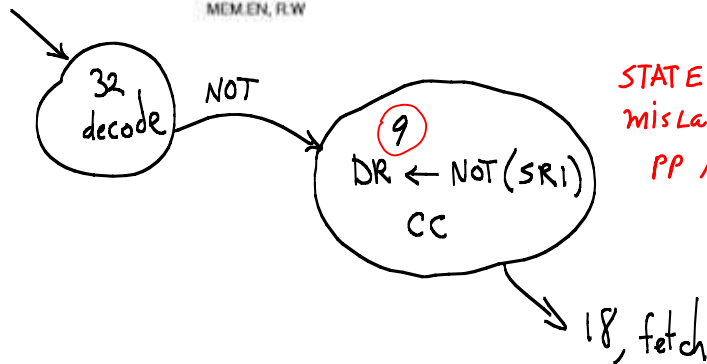 MEM.EN, R.W
32
decode
NOT
9
DR ← NOT(SR1)
CC
STATE
misLa
PP
18, fetch